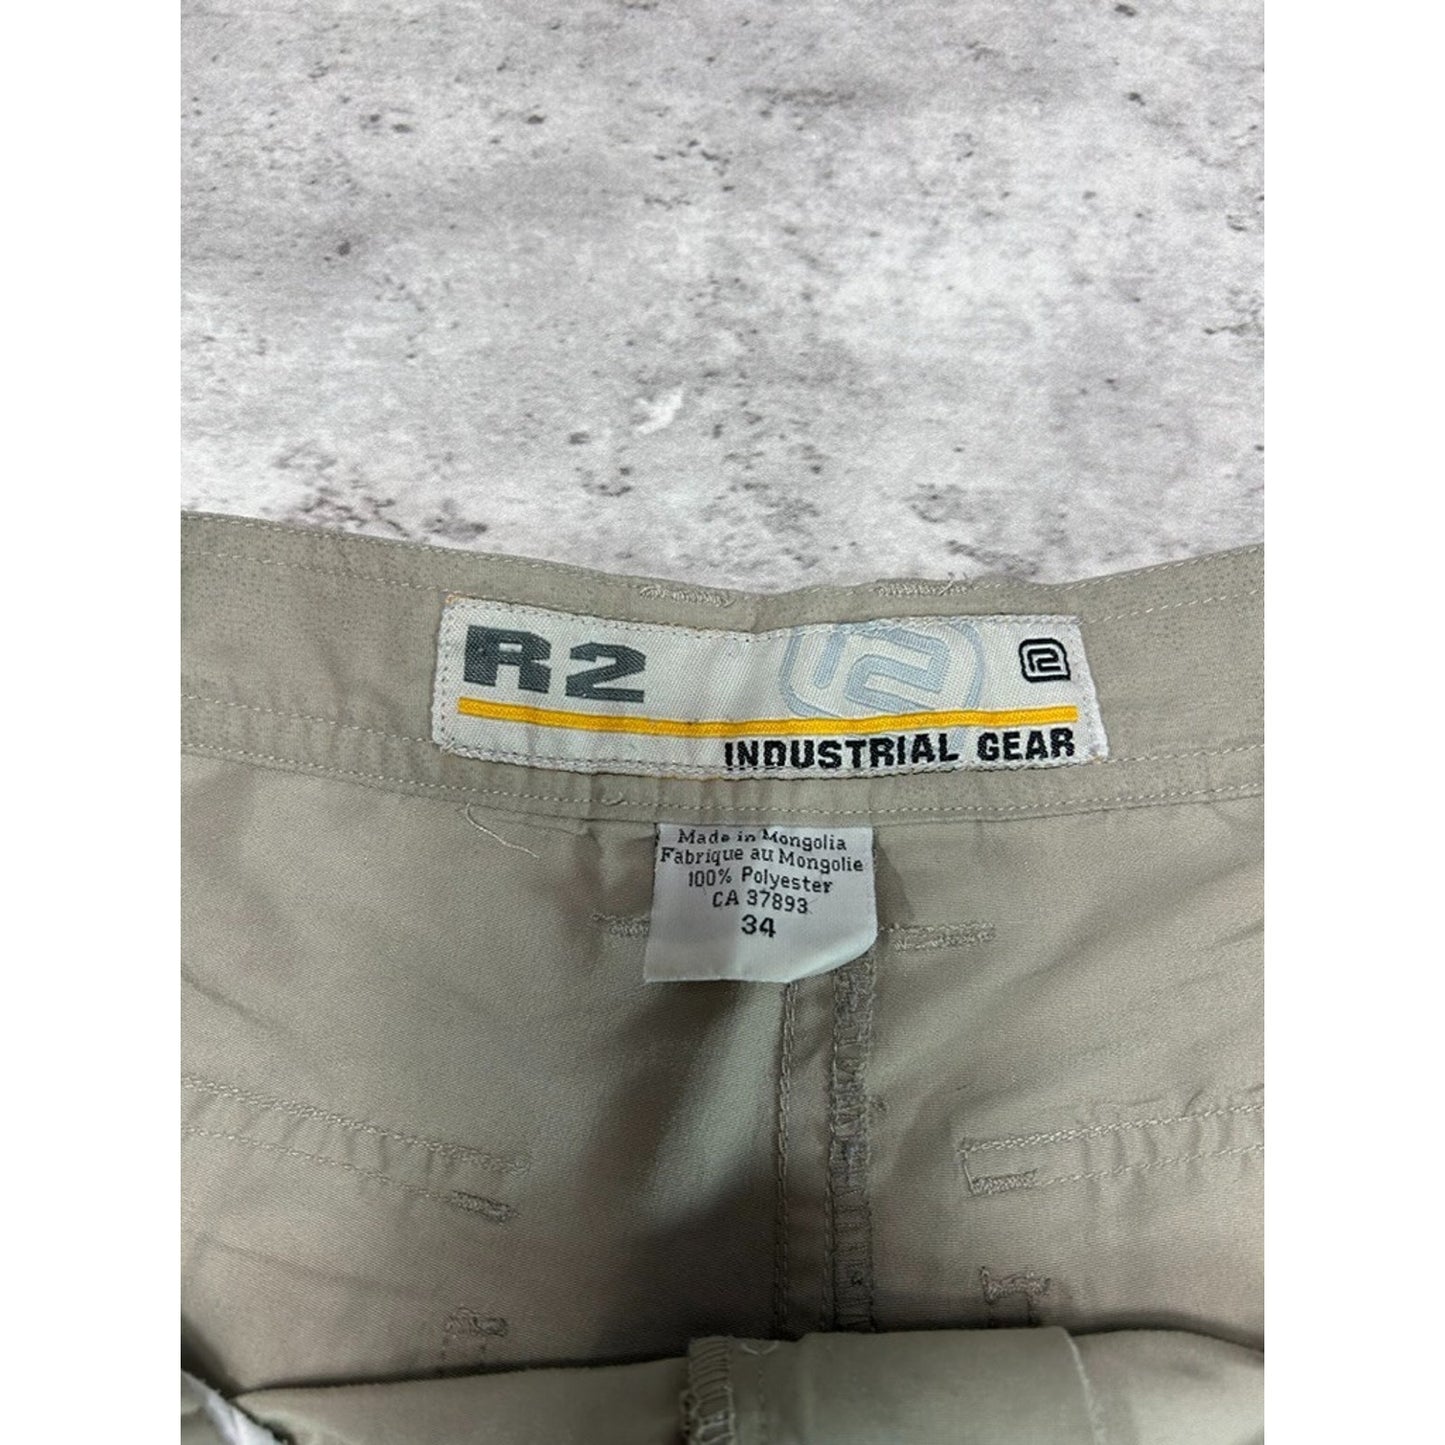 R2
INDUSTRIAL GEAR
Made in Mongolia
Fabrique au Mongolie
100% Polyester
CA 37893
34